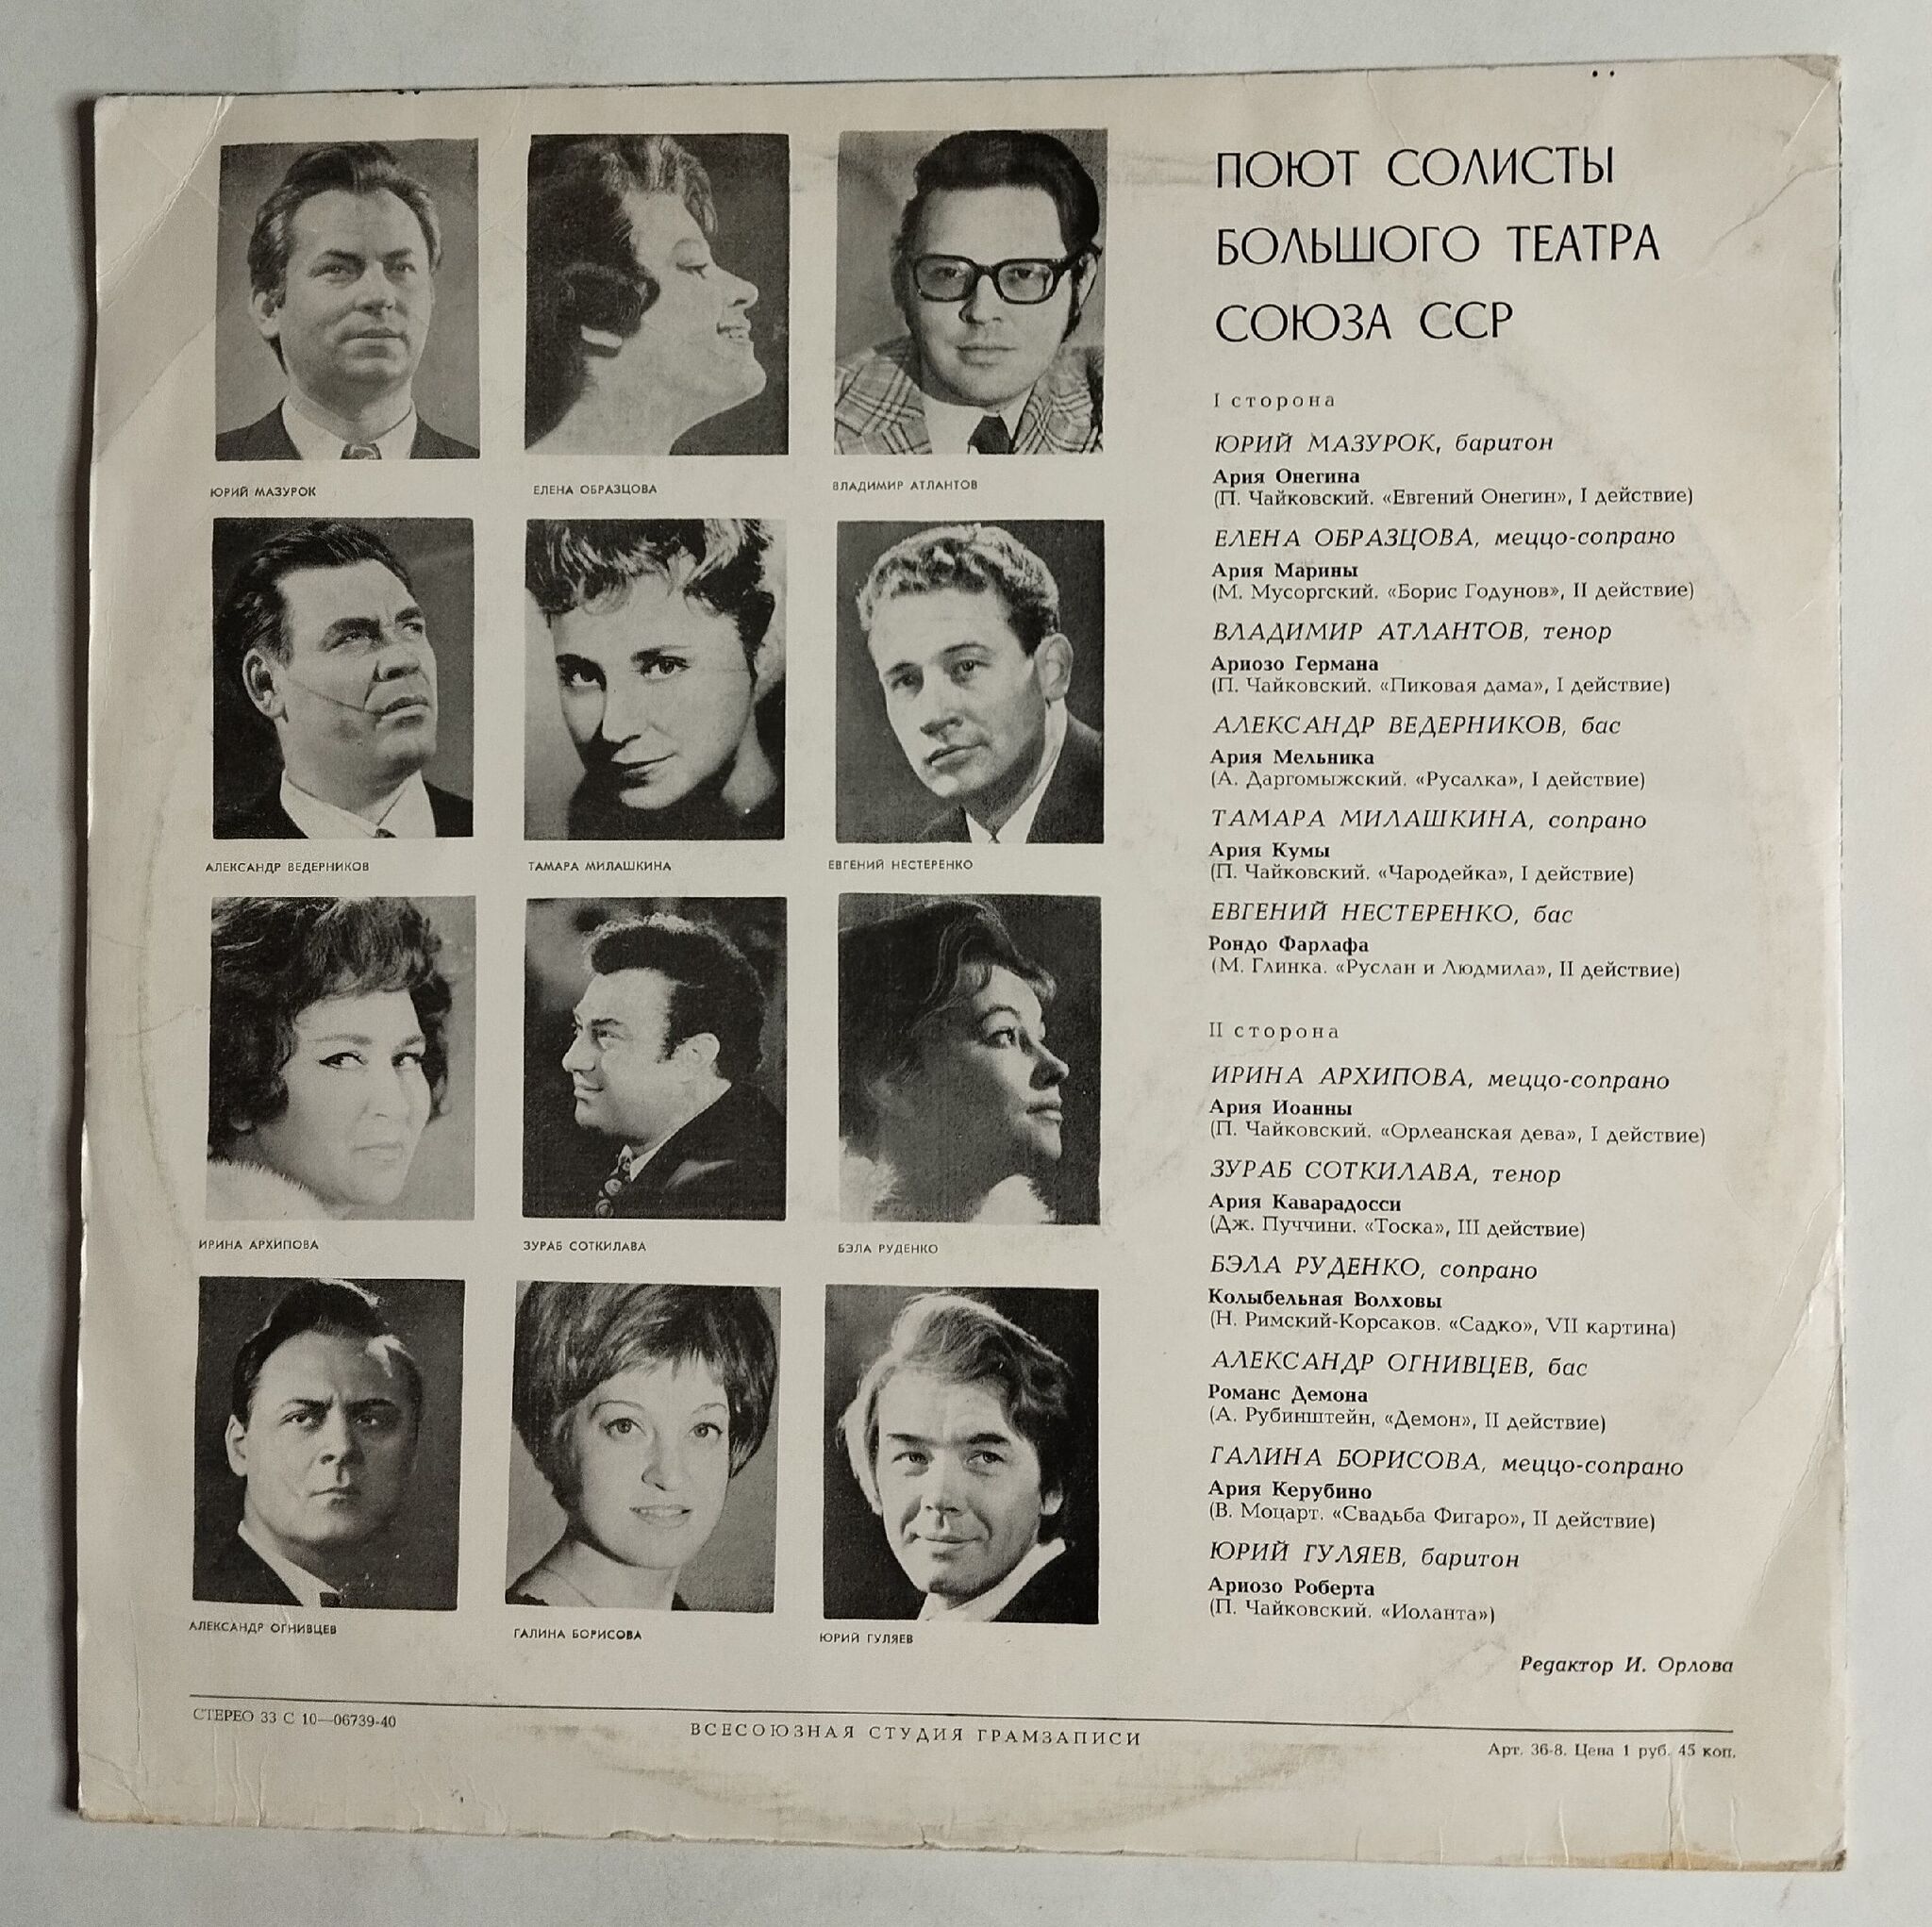 ПОЮТ СОЛИСТЫ
БОЛЬШОГО ТЕАТРА
СОЮЗА ССР
I сторона
ЮРИЙ МАЗУРОК, баритон
Ария Онегина
(П. Чайковский. «Евгений Онегин», I действие)
ЕЛЕНА ОБРАЗЦОВА, меццо-сопрано
Ария Марины
(М. Мусоргский. «Борис Годунов», II действие)
ВЛАДИМИР АТЛАНТОВ, тенор
Ариозо Германа
(П. Чайковский. «Пиковая дама», I действие)
АЛЕКСАНДР ВЕДЕРНИКОВ, бас
Ария Мельника
(А. Даргомыжский. «Русалка», I действие)
ТАМАРА МИЛАШКИНА, сопрано
Ария Кумы
(П. Чайковский. «Чародейка», I действие)
ЕВГЕНИЙ НЕСТЕРЕНКО, бас
Рондо Фарлафа
(М. Глинка. «Руслан и Людмила», II действие)
II сторона
ИРИНА АРХИПОВА, меццо-сопрано
Ария Иоанны
(П. Чайковский. «Орлеанская дева», I действие)
ЗУРАБ СОТКИЛАВА, тенор
Ария Каварадосси
(Дж. Пуччини. «Тоска», III действие)
БЭЛА РУДЕНКО, сопрано
Колыбельная Волховы
(Н. Римский-Корсаков. «Садко», VII картина)
АЛЕКСАНДР ОГНИВЦЕВ, бас
Романс Демона
(А. Рубинштейн, «Демон», II действие)
ГАЛИНА БОРИСОВА, меццо-сопрано
Ария Керубино
(В. Моцарт. «Свадьба Фигаро», II действие)
ЮРИЙ ГУЛЯЕВ, баритон
Ариозо Роберта
(П. Чайковский. «Иоланта»)
Редактор И. Орлова
ЮРИЙ МАЗУРОК
ЕЛЕНА ОБРАЗЦОВА
ВЛАДИМИР АТЛАНТОВ
АЛЕКСАНДР ВЕДЕРНИКОВ
ТАМАРА МИЛАШКИНА
ЕВГЕНИЙ НЕСТЕРЕНКО
ИРИНА АРХИПОВА
ЗУРАБ СОТКИЛАВА
БЭЛА РУДЕНКО
АЛЕКСАНДР ОГНИВЦЕВ
ГАЛИНА БОРИСОВА
ЮРИЙ ГУЛЯЕВ
СТЕРЕО 33 С 10—06739-40
ВСЕСОЮЗНАЯ СТУДИЯ ГРАМЗАПИСИ
Арт. 36-8. Цена 1 руб. 45 коп.